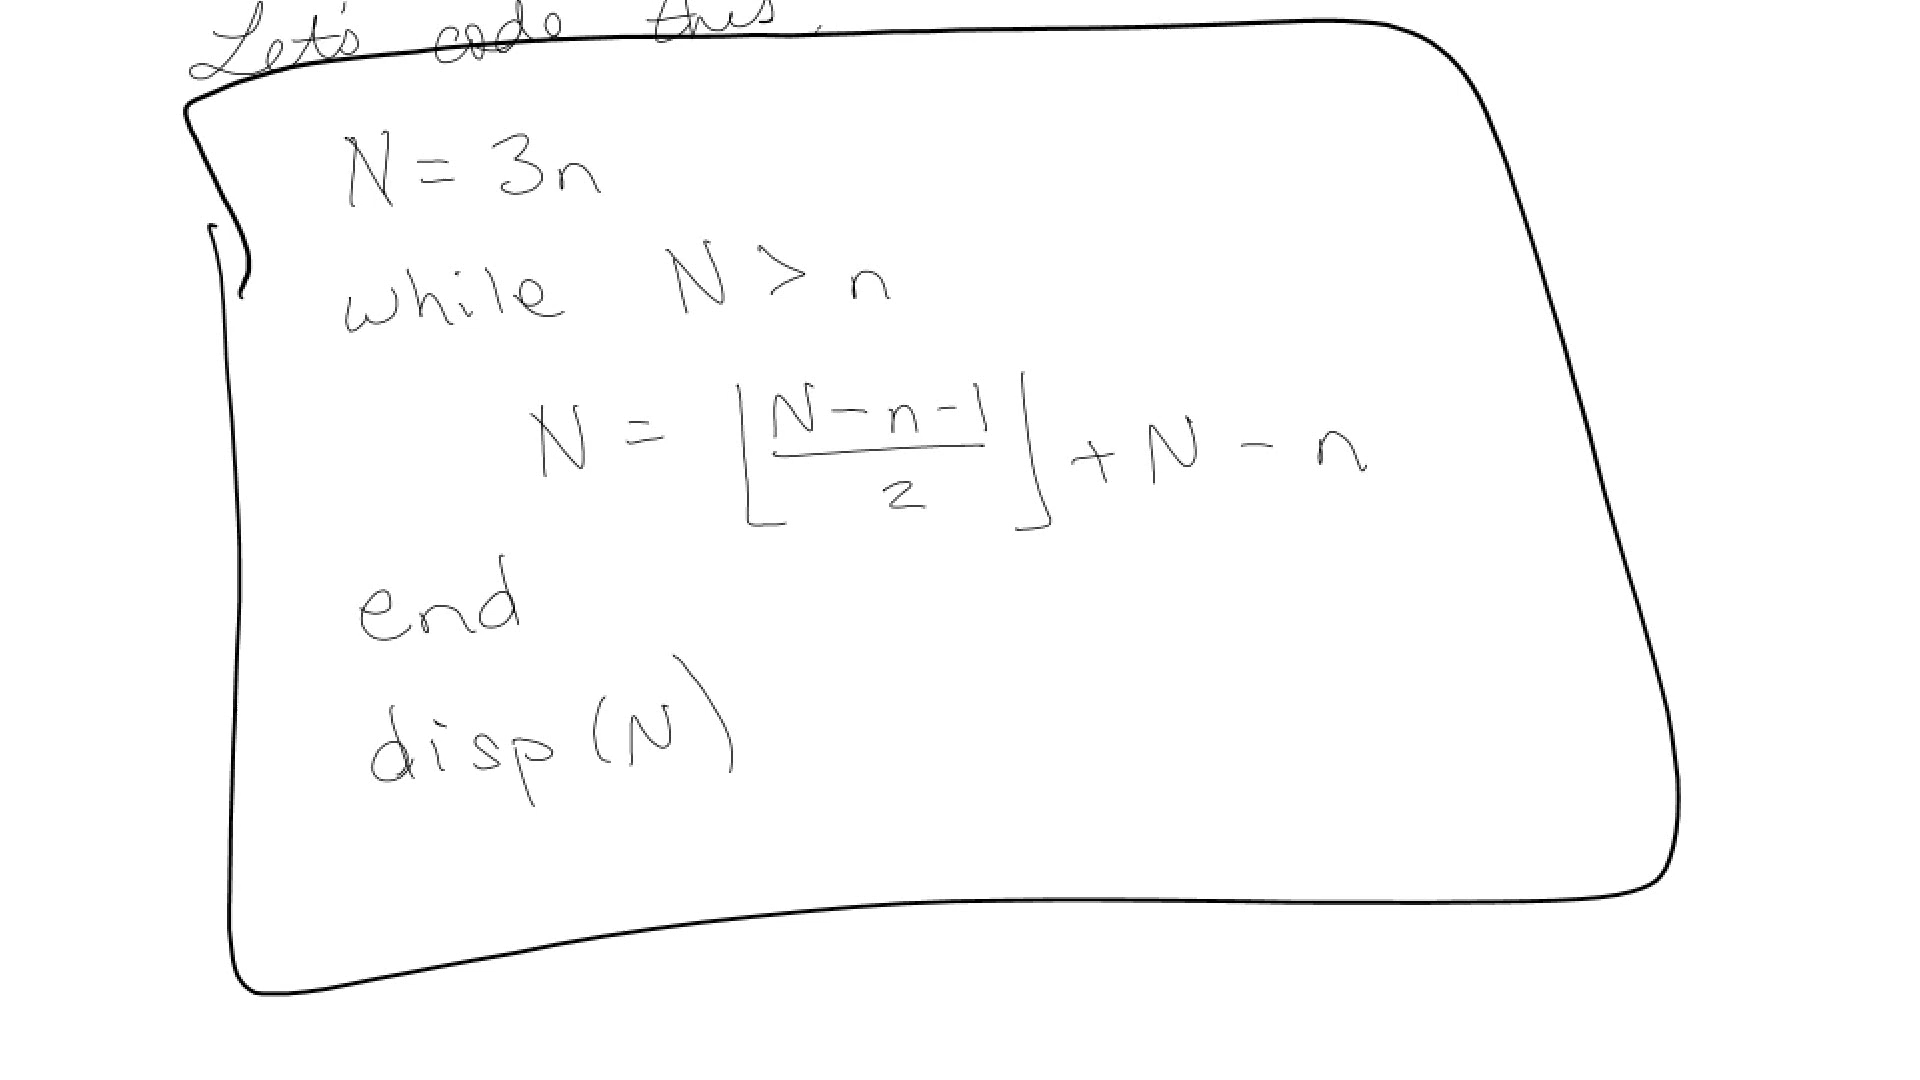 Let's code this.
N = 3n
while N > n
N = ⌊(N-n-1)/2⌋ + N - n
end
disp(N)